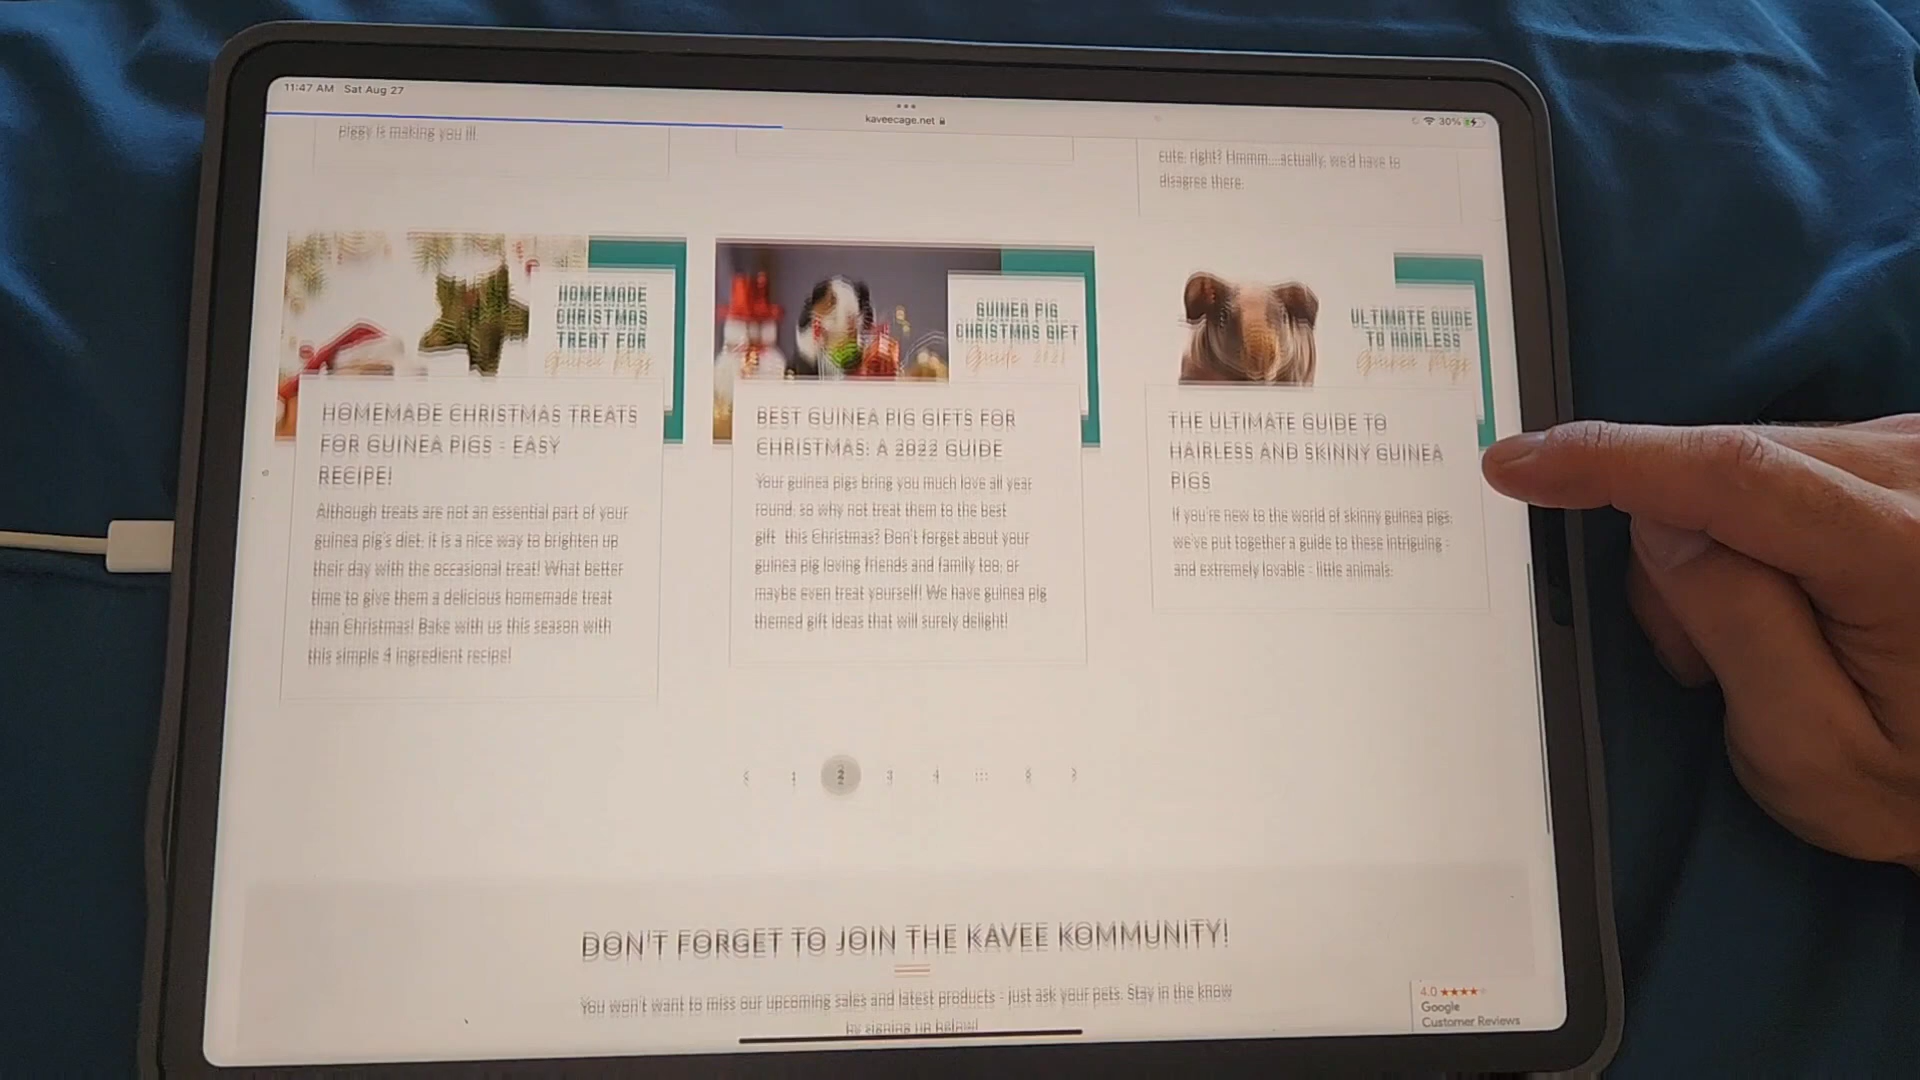 11:47 AM Sat Aug 27
kaveecage.net
30%
piggy is making you ill.
cute, right? Hmmm....actually, we'd have to
disagree there.
HOMEMADE
CHRISTMAS
TREAT FOR
Guinea Pigs
GUINEA PIG
CHRISTMAS GIFT
Guide 2021
ULTIMATE GUIDE
TO HAIRLESS
Guinea Pigs
HOMEMADE CHRISTMAS TREATS
FOR GUINEA PIGS - EASY
RECIPE!
Although treats are not an essential part of your
guinea pig's diet, it is a nice way to brighten up
their day with the occasional treat! What better
time to give them a delicious homemade treat
than Christmas! Bake with us this season with
this simple 4 ingredient recipe!
BEST GUINEA PIG GIFTS FOR
CHRISTMAS: A 2022 GUIDE
Your guinea pigs bring you much love all year
round, so why not treat them to the best
gift this Christmas? Don't forget about your
guinea pig loving friends and family too, or
maybe even treat yourself! We have guinea pig
themed gift ideas that will surely delight!
THE ULTIMATE GUIDE TO
HAIRLESS AND SKINNY GUINEA
PIGS
If you're new to the world of skinny guinea pigs,
we've put together a guide to these intriguing -
and extremely lovable - little animals.
< 1 2 3 4 ... >
DON'T FORGET TO JOIN THE KAVEE KOMMUNITY!
You won't want to miss our upcoming sales and latest products - just ask your pets. Stay in the know
by signing up below!
4.0
Google
Customer Reviews